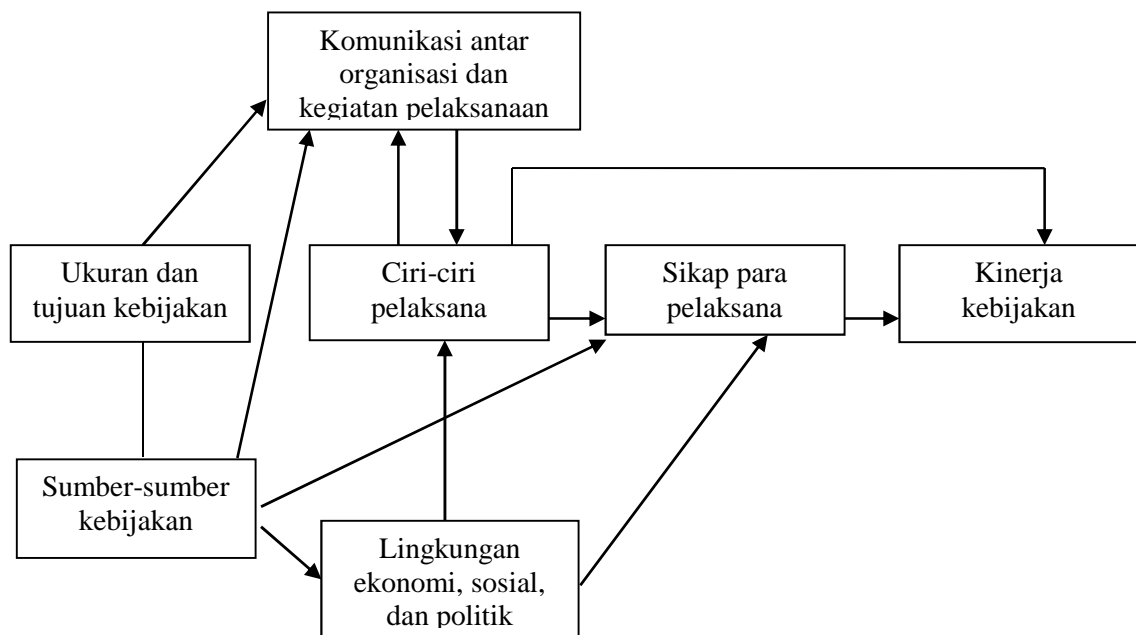 Komunikasi antar
organisasi dan
kegiatan pelaksanaan
Ukuran dan
tujuan kebijakan
Ciri-ciri
pelaksana
Sikap para
pelaksana
Kinerja
kebijakan
Sumber-sumber
kebijakan
Lingkungan
ekonomi, sosial,
dan politik